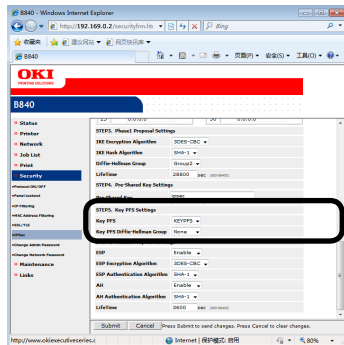 B840 - Windows Internet Explorer
http://192.169.0.2/securityfrm.ht
Bing
收藏夹
建议网站
网页快讯库
B840
页面(P)
安全(S)
工具(O)
OKI
PRINTING SOLUTIONS
B840
Status
Printer
Network
Job List
Print
Security
Protocol ON/OFF
Panel Lockout
IP Filtering
MAC Address Filtering
SSL/TLS
IPSec
Change Admin Password
Change Network Password
Maintenance
Links
STEP3. Phase1 Proposal Settings
IKE Encryption Algorithm 3DES-CBC
IKE Hash Algorithm SHA-1
Diffie-Hellman Group Group2
LifeTime 28800 sec
STEP4. Pre-Shared Key Settings
STEP5. Key PFS Settings
Key PFS KEYPFS
Key PFS Diffie-Hellman Group None
ESP Enable
ESP Encryption Algorithm 3DES-CBC
ESP Authentication Algorithm SHA-1
AH Enable
AH Authentication Algorithm SHA-1
LifeTime 3600 sec
Submit Cancel Press Submit to send changes. Press Cancel to clear changes.
http://www.okiexecutiveseries.c
Internet | 保护模式: 启用
80%